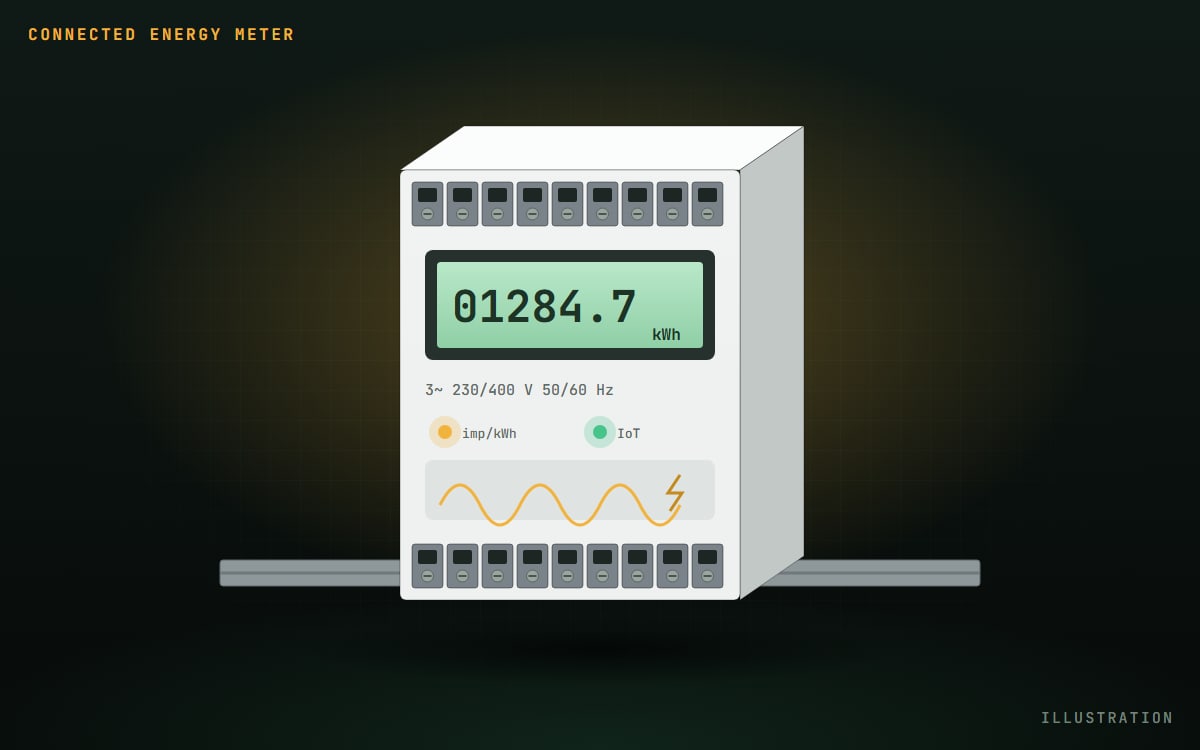 CONNECTED ENERGY METER
01284.7
kWh
3~ 230/400 V 50/60 Hz
imp/kWh IoT
ILLUSTRATION